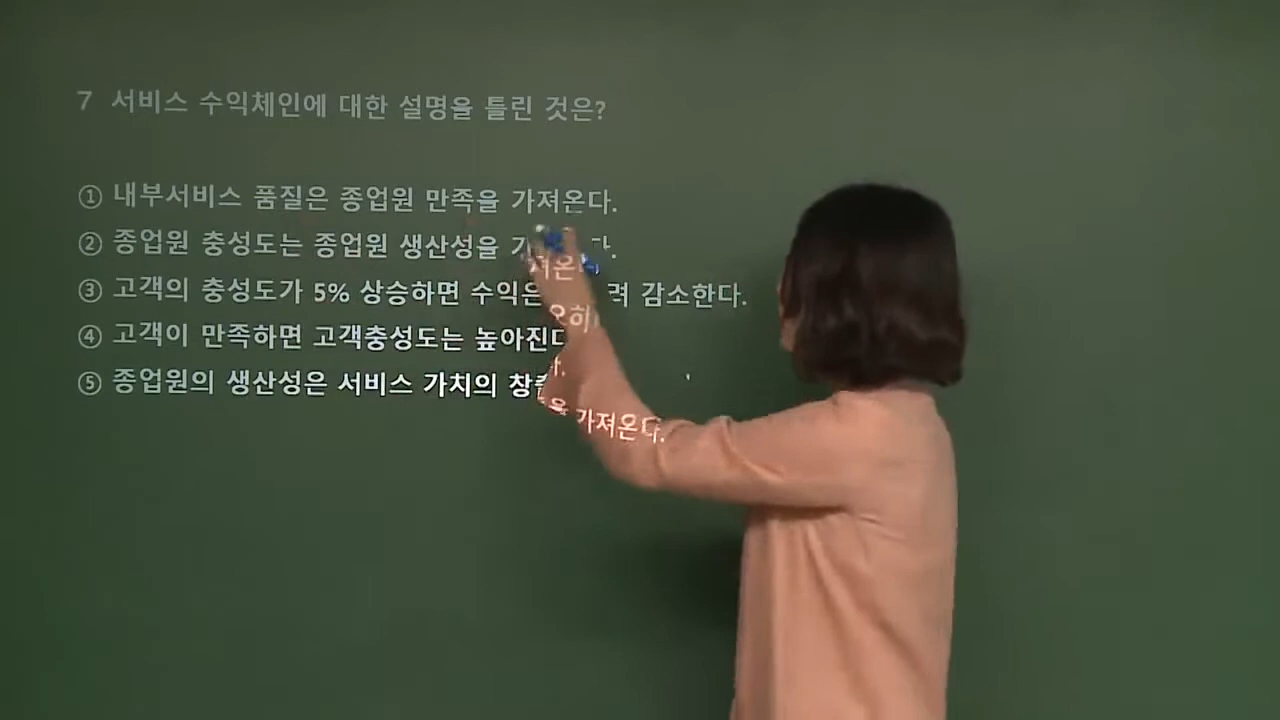 7 서비스 수익체인에 대한 설명을 틀린 것은?
① 내부서비스 품질은 종업원 만족을 가져온다.
② 종업원 충성도는 종업원 생산성을
③ 고객의 충성도가 5% 상승하면 수익은 감소한다.
④ 고객이 만족하면 고객충성도는 높아진다
⑤ 종업원의 생산성은 서비스 가치의
가져온다.